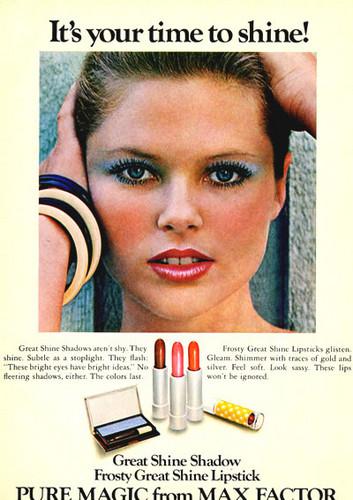 It's your time to shine!
Great Shine Shadows aren't shy. They
shine. Subtle as a stoplight. They flash:
"These bright eyes have bright ideas." No
fleeting shadows, either. The colors last.
Frosty Great Shine Lipsticks glisten.
Gleam. Shimmer with traces of gold and
silver. Feel soft. Look sassy. These lips
won't be ignored.
Great Shine Shadow
Frosty Great Shine Lipstick
PURE MAGIC from MAX FACTOR